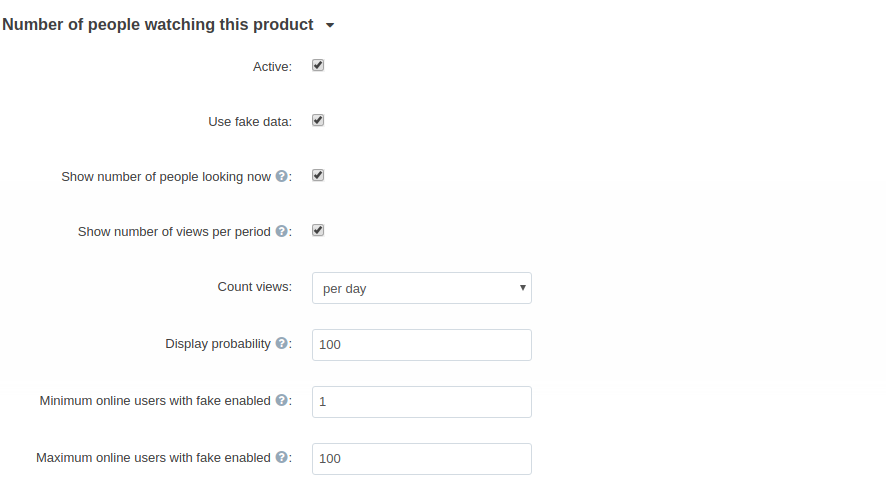 Number of people watching this product
Active:
Use fake data:
Show number of people looking now ?:
Show number of views per period ?:
Count views: per day
Display probability ?: 100
Minimum online users with fake enabled ?: 1
Maximum online users with fake enabled ?: 100